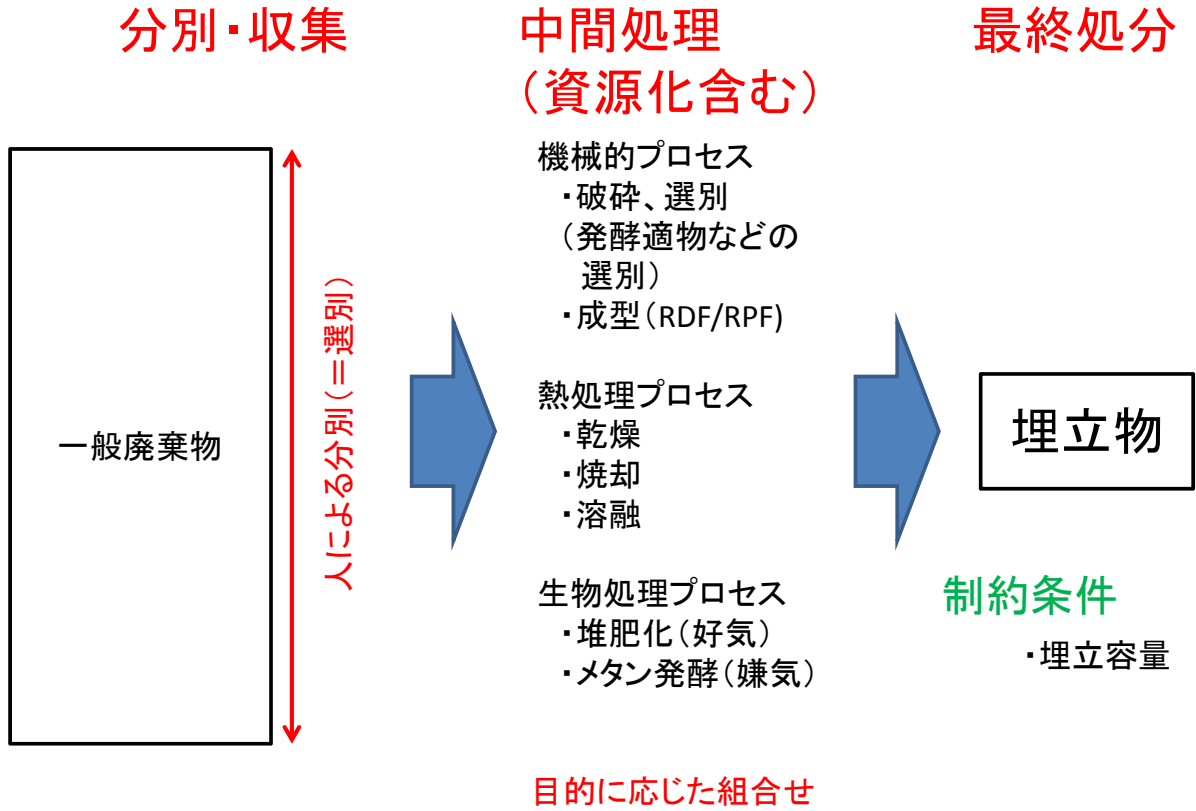 分別・収集
中間処理
（資源化含む）
最終処分
一般廃棄物
人による分別（＝選別）
機械的プロセス
・破砕、選別
（発酵適物などの
選別）
・成型（RDF/RPF)
熱処理プロセス
・乾燥
・焼却
・溶融
生物処理プロセス
・堆肥化（好気）
・メタン発酵（嫌気）
目的に応じた組合せ
埋立物
制約条件
・埋立容量